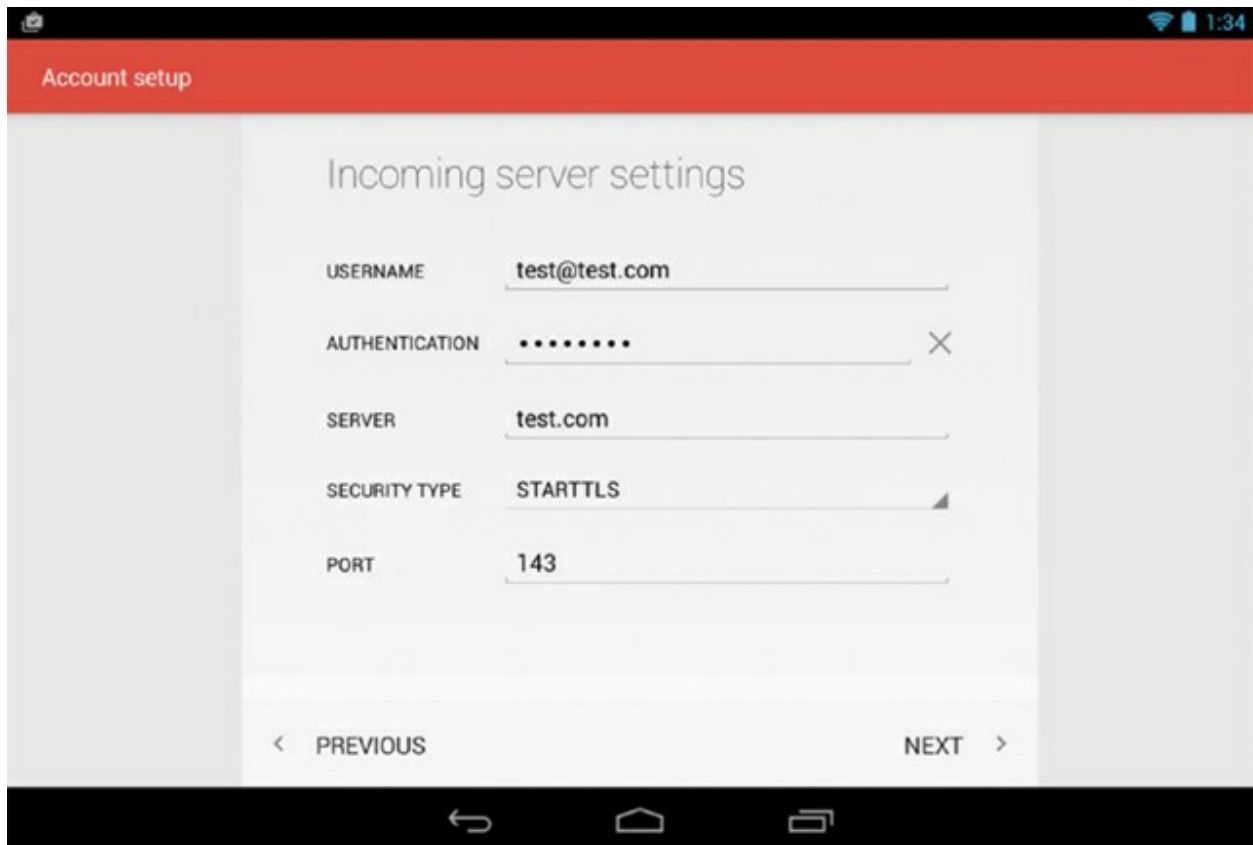 1:34
Account setup
Incoming server settings
USERNAME test@test.com
AUTHENTICATION ••••••••
SERVER test.com
SECURITY TYPE STARTTLS
PORT 143
PREVIOUS NEXT